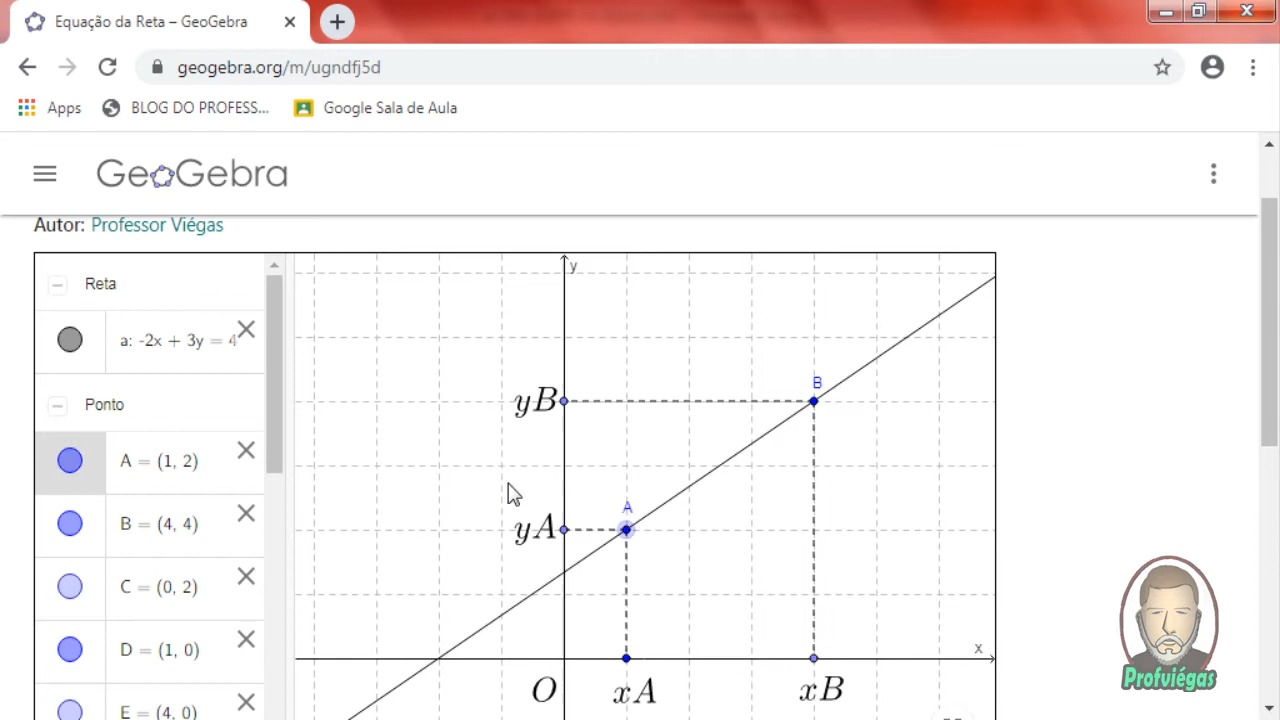 Equação da Reta – GeoGebra
geogebra.org/m/ugndfj5d
Apps
BLOG DO PROFESS...
Google Sala de Aula
GeoGebra
Autor: Professor Viégas
Reta
a: -2x + 3y = 4
Ponto
A = (1, 2)
B = (4, 4)
C = (0, 2)
D = (1, 0)
E = (4, 0)
y
B
yB
A
yA
x
O
xA
xB
Profviégas